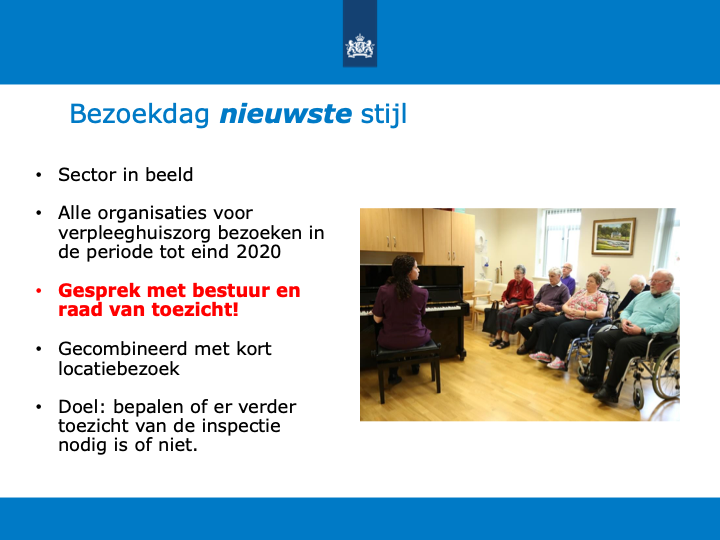 Bezoekdag nieuwste stijl
• Sector in beeld
• Alle organisaties voor
verpleeghuiszorg bezoeken in
de periode tot eind 2020
• Gesprek met bestuur en
raad van toezicht!
• Gecombineerd met kort
locatiebezoek
• Doel: bepalen of er verder
toezicht van de inspectie
nodig is of niet.